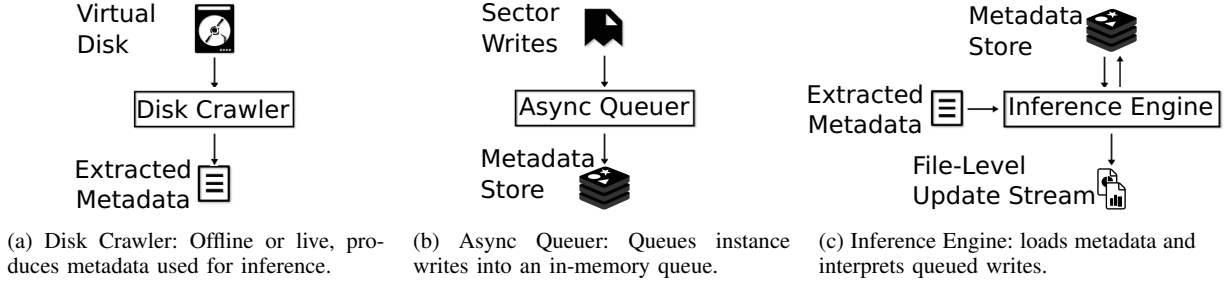 Virtual
Disk
Disk Crawler
Extracted
Metadata
(a) Disk Crawler: Offline or live, pro-
duces metadata used for inference.
Sector
Writes
Async Queuer
Metadata
Store
(b) Async Queuer: Queues instance
writes into an in-memory queue.
Metadata
Store
Extracted
Metadata
Inference Engine
File-Level
Update Stream
(c) Inference Engine: loads metadata and
interprets queued writes.